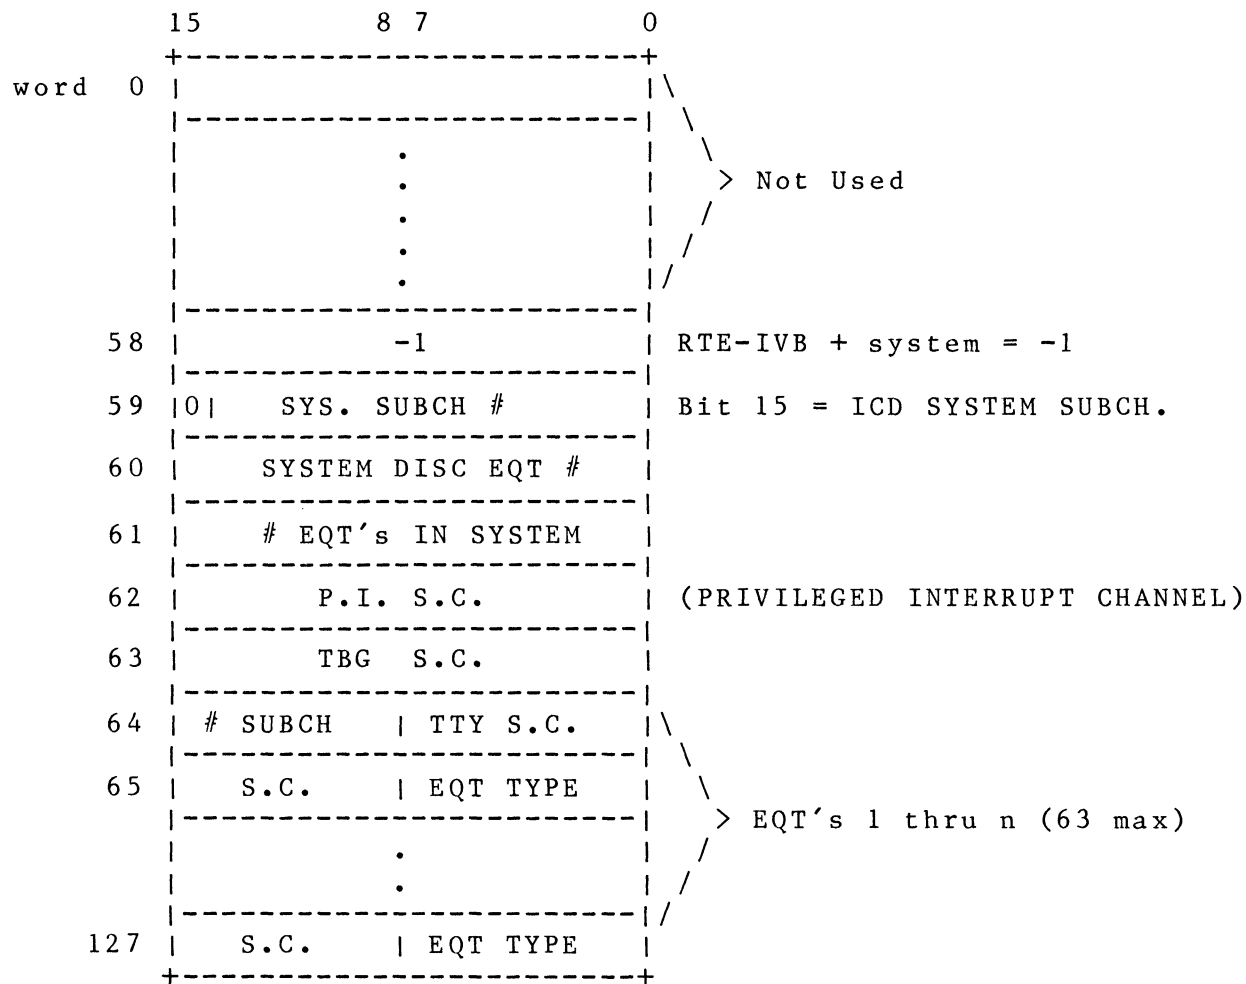 15 8 7 0
word 0
Not Used
58 -1 RTE-IVB + system = -1
59 |0| SYS. SUBCH # Bit 15 = ICD SYSTEM SUBCH.
60 SYSTEM DISC EQT #
61 # EQT's IN SYSTEM
62 P.I. S.C. (PRIVILEGED INTERRUPT CHANNEL)
63 TBG S.C.
64 # SUBCH | TTY S.C.
65 S.C. | EQT TYPE
> EQT's 1 thru n (63 max)
127 S.C. | EQT TYPE